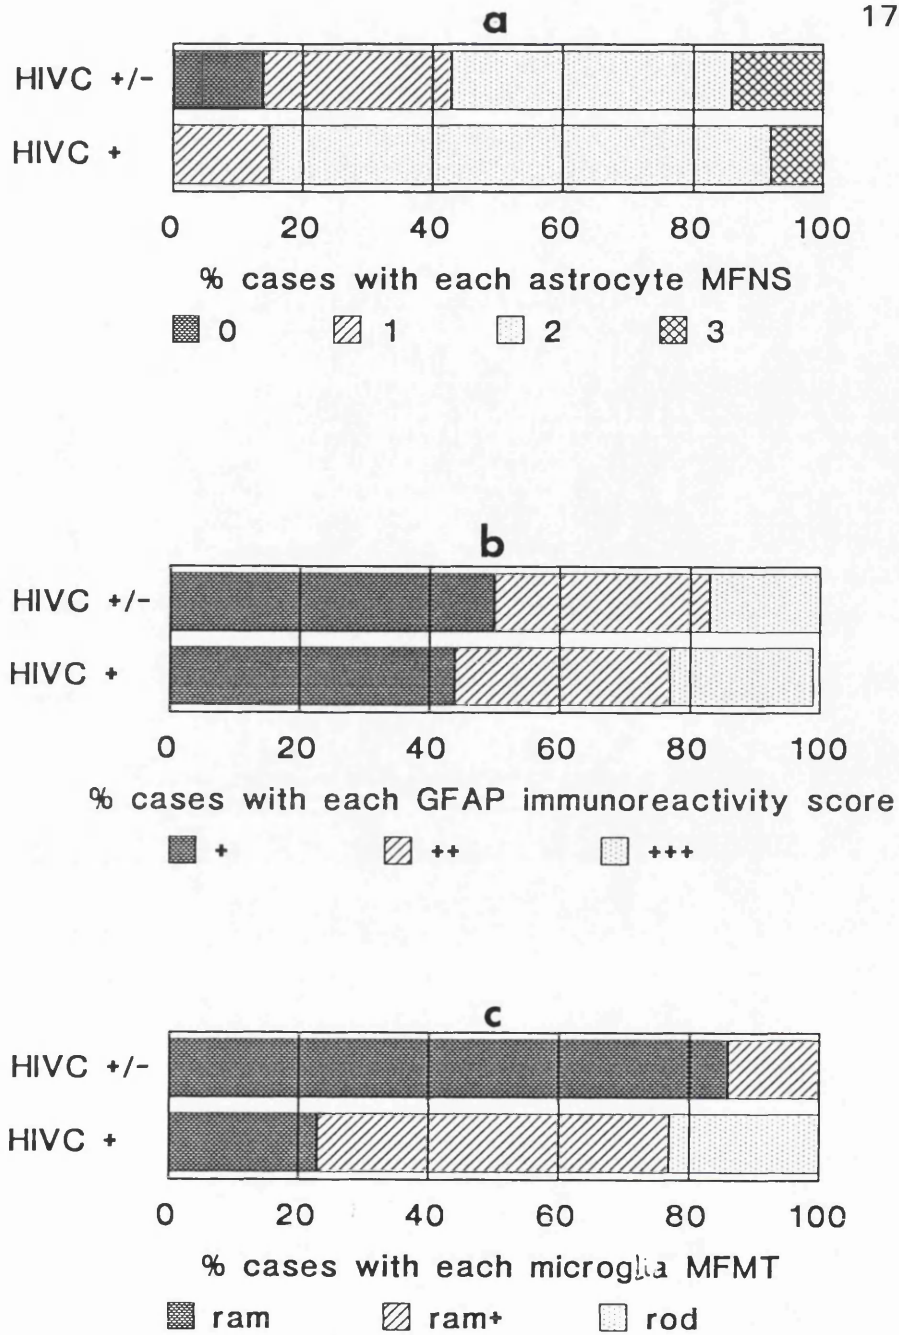 17
a
HIVC +/-
HIVC +
0 20 40 60 80 100
% cases with each astrocyte MFNS
0 1 2 3
b
HIVC +/-
HIVC +
0 20 40 60 80 100
% cases with each GFAP immunoreactivity score
+ ++ +++
c
HIVC +/-
HIVC +
0 20 40 60 80 100
% cases with each microglia MFMT
ram ram+ rod